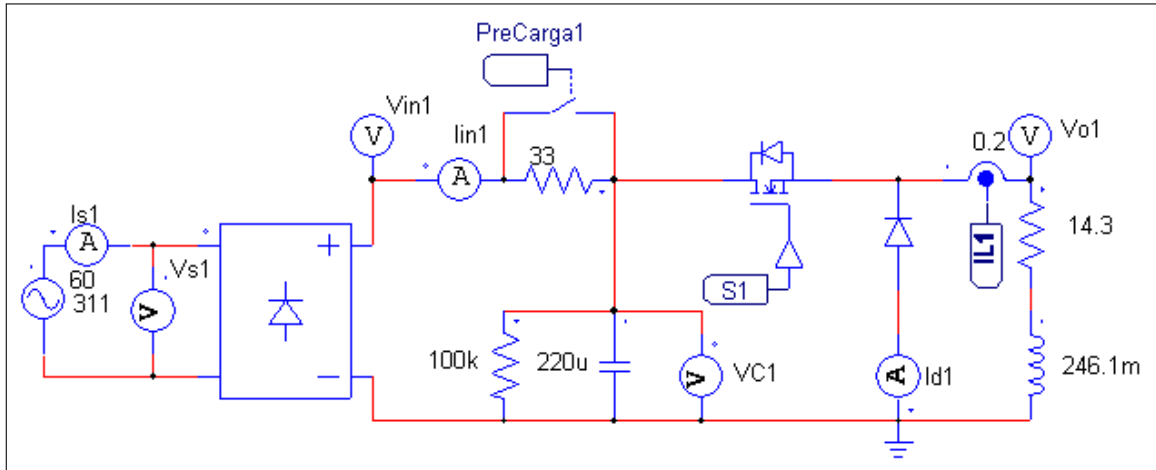 PreCarga1
Vin1
Iin1
33
0.2
Vo1
V
V
A
Is1
A
Vs1
60
311
V
+
−
S1
IL1
14.3
100k
220u
V
VC1
A
Id1
246.1m